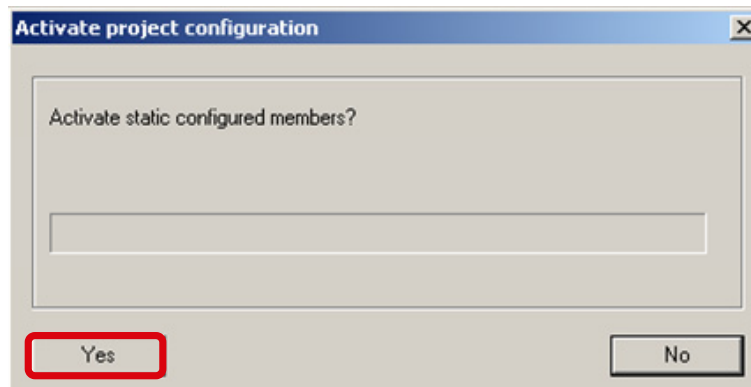 Activate project configuration
Activate static configured members?
Yes
No